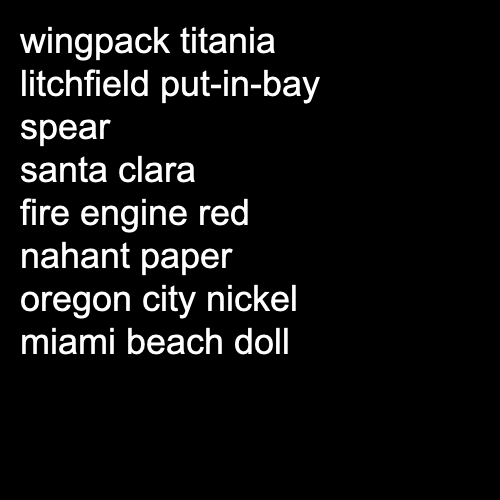 wingpack titania
litchfield put-in-bay
spear
santa clara
fire engine red
nahant paper
oregon city nickel
miami beach doll